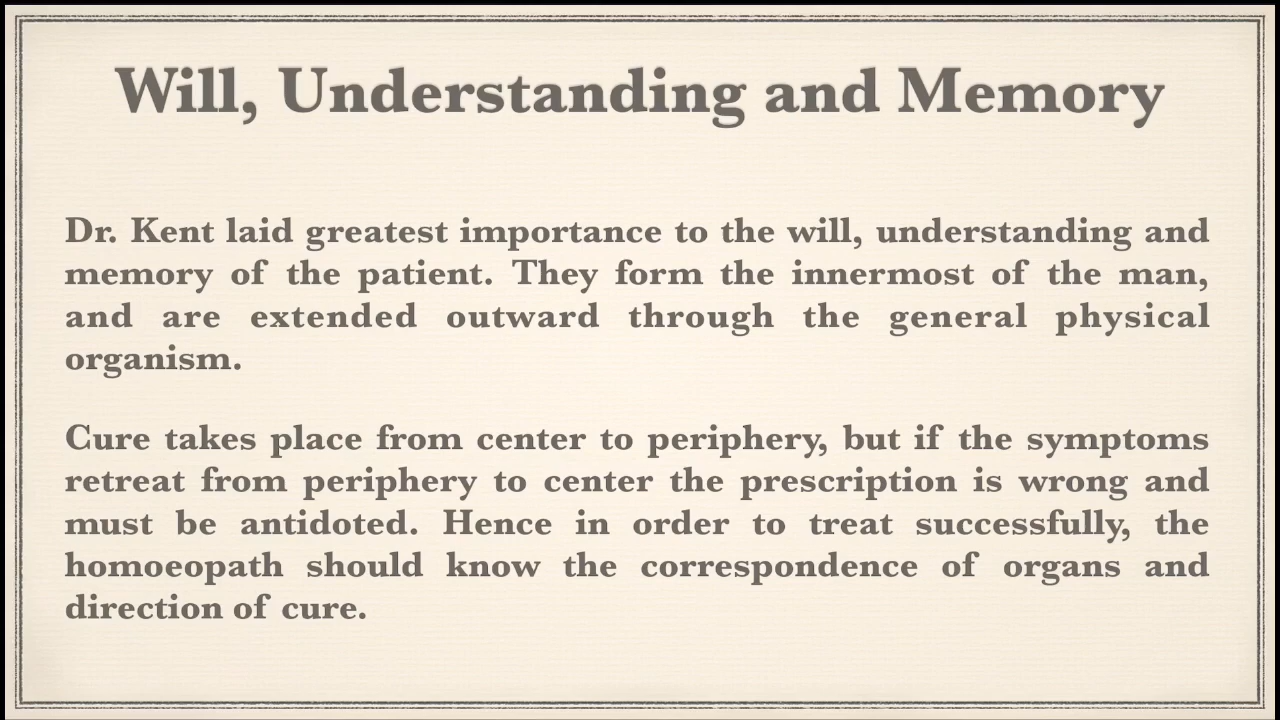 Will, Understanding and Memory
Dr. Kent laid greatest importance to the will, understanding and
memory of the patient. They form the innermost of the man,
and are extended outward through the general physical
organism.
Cure takes place from center to periphery, but if the symptoms
retreat from periphery to center the prescription is wrong and
must be antidoted. Hence in order to treat successfully, the
homoeopath should know the correspondence of organs and
direction of cure.